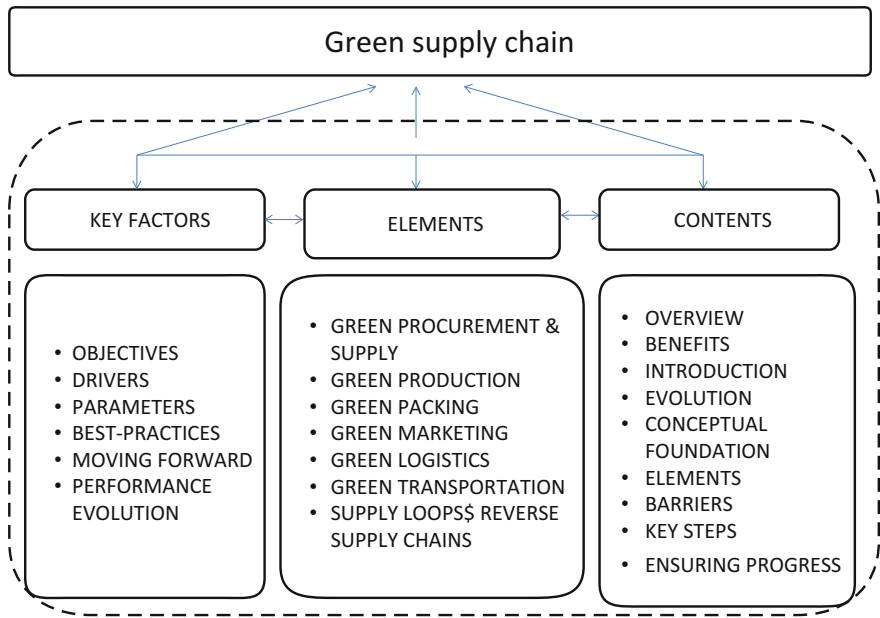 Green supply chain
KEY FACTORS
ELEMENTS
CONTENTS
• OBJECTIVES
• DRIVERS
• PARAMETERS
• BEST-PRACTICES
• MOVING FORWARD
• PERFORMANCE
EVOLUTION
• GREEN PROCUREMENT &
SUPPLY
• GREEN PRODUCTION
• GREEN PACKING
• GREEN MARKETING
• GREEN LOGISTICS
• GREEN TRANSPORTATION
• SUPPLY LOOPS$ REVERSE
SUPPLY CHAINS
• OVERVIEW
• BENEFITS
• INTRODUCTION
• EVOLUTION
• CONCEPTUAL
FOUNDATION
• ELEMENTS
• BARRIERS
• KEY STEPS
• ENSURING PROGRESS